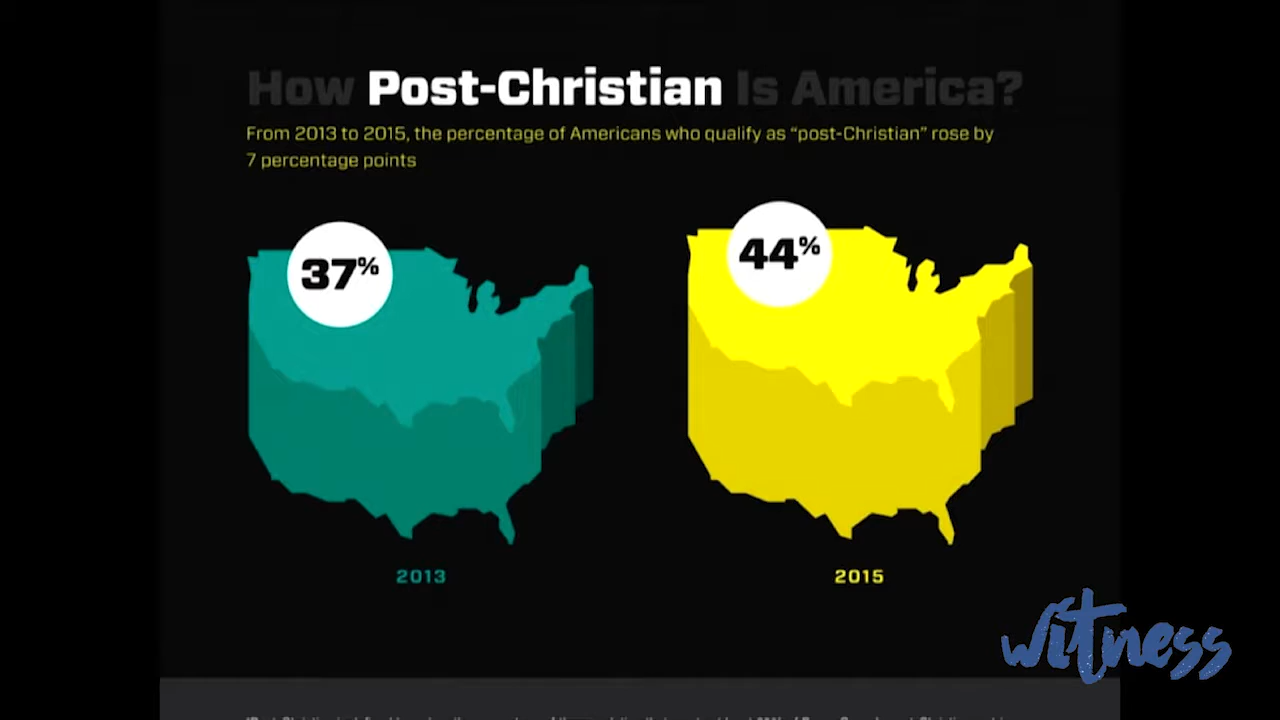 How Post-Christian Is America?
From 2013 to 2015, the percentage of Americans who qualify as “post-Christian” rose by
7 percentage points
37%
44%
2013
2015
witness